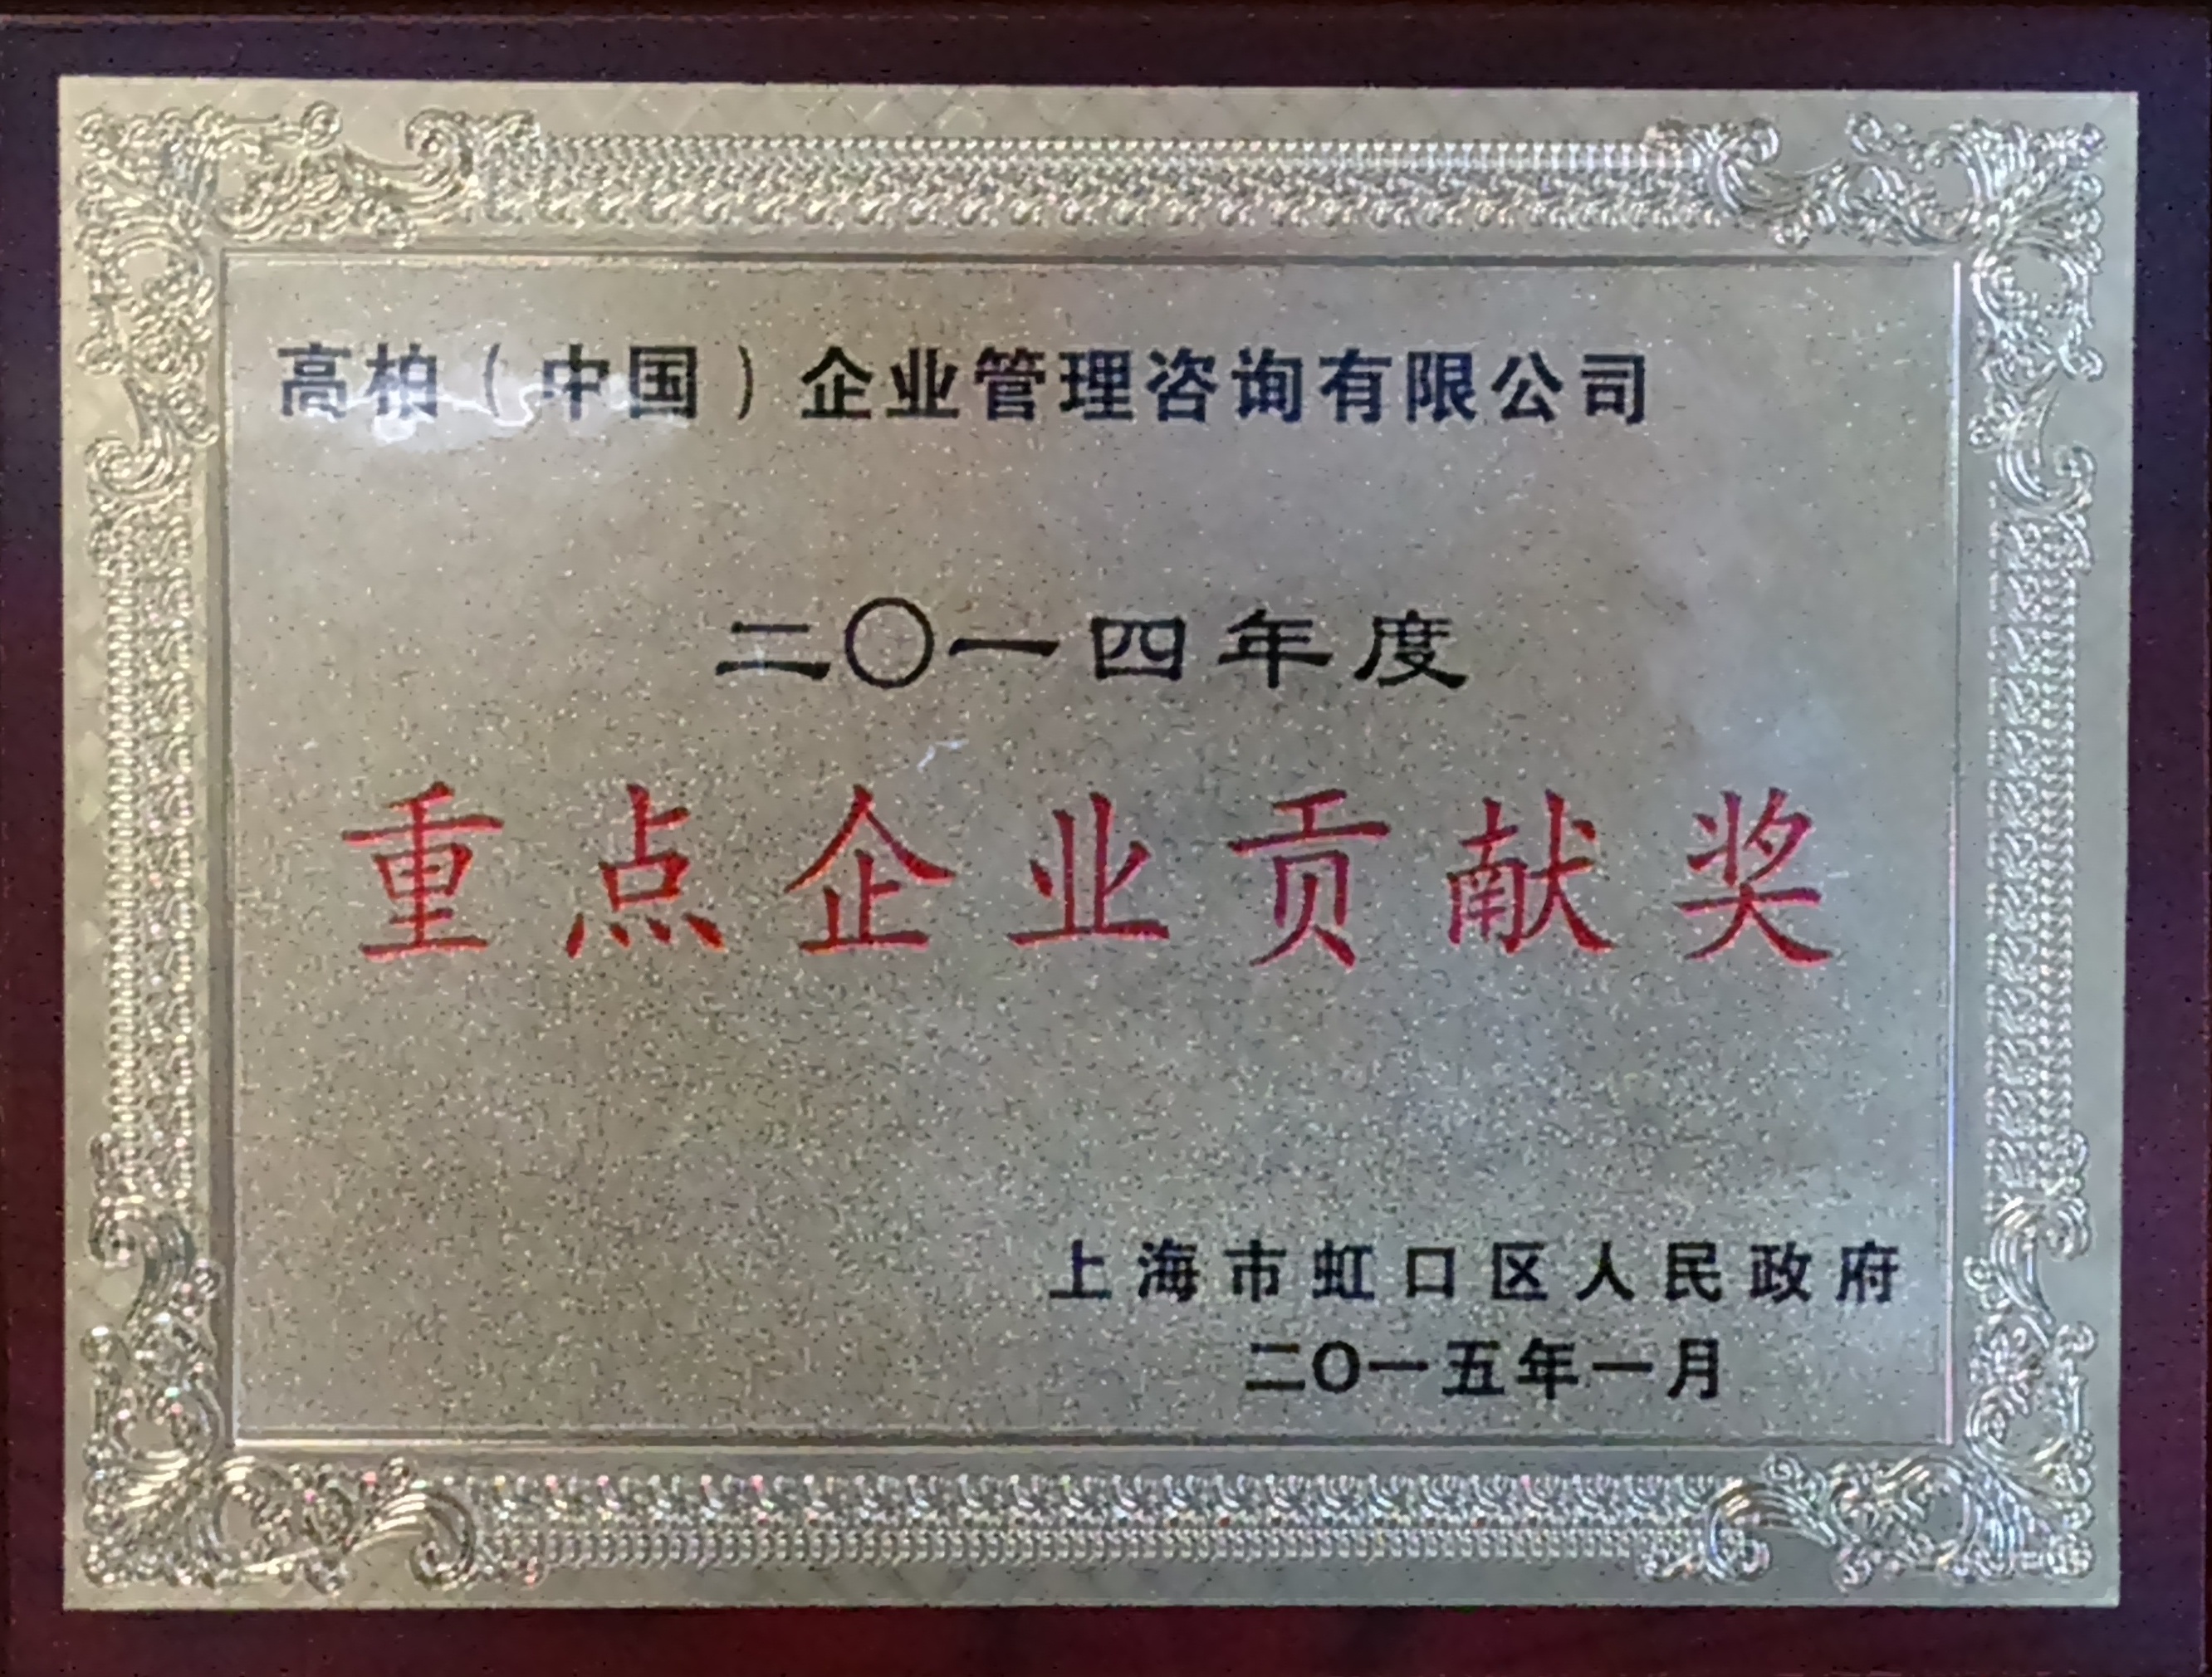 高柏（中国）企业管理咨询有限公司
二〇一四年度
重点企业贡献奖
上海市虹口区人民政府
二〇一五年一月